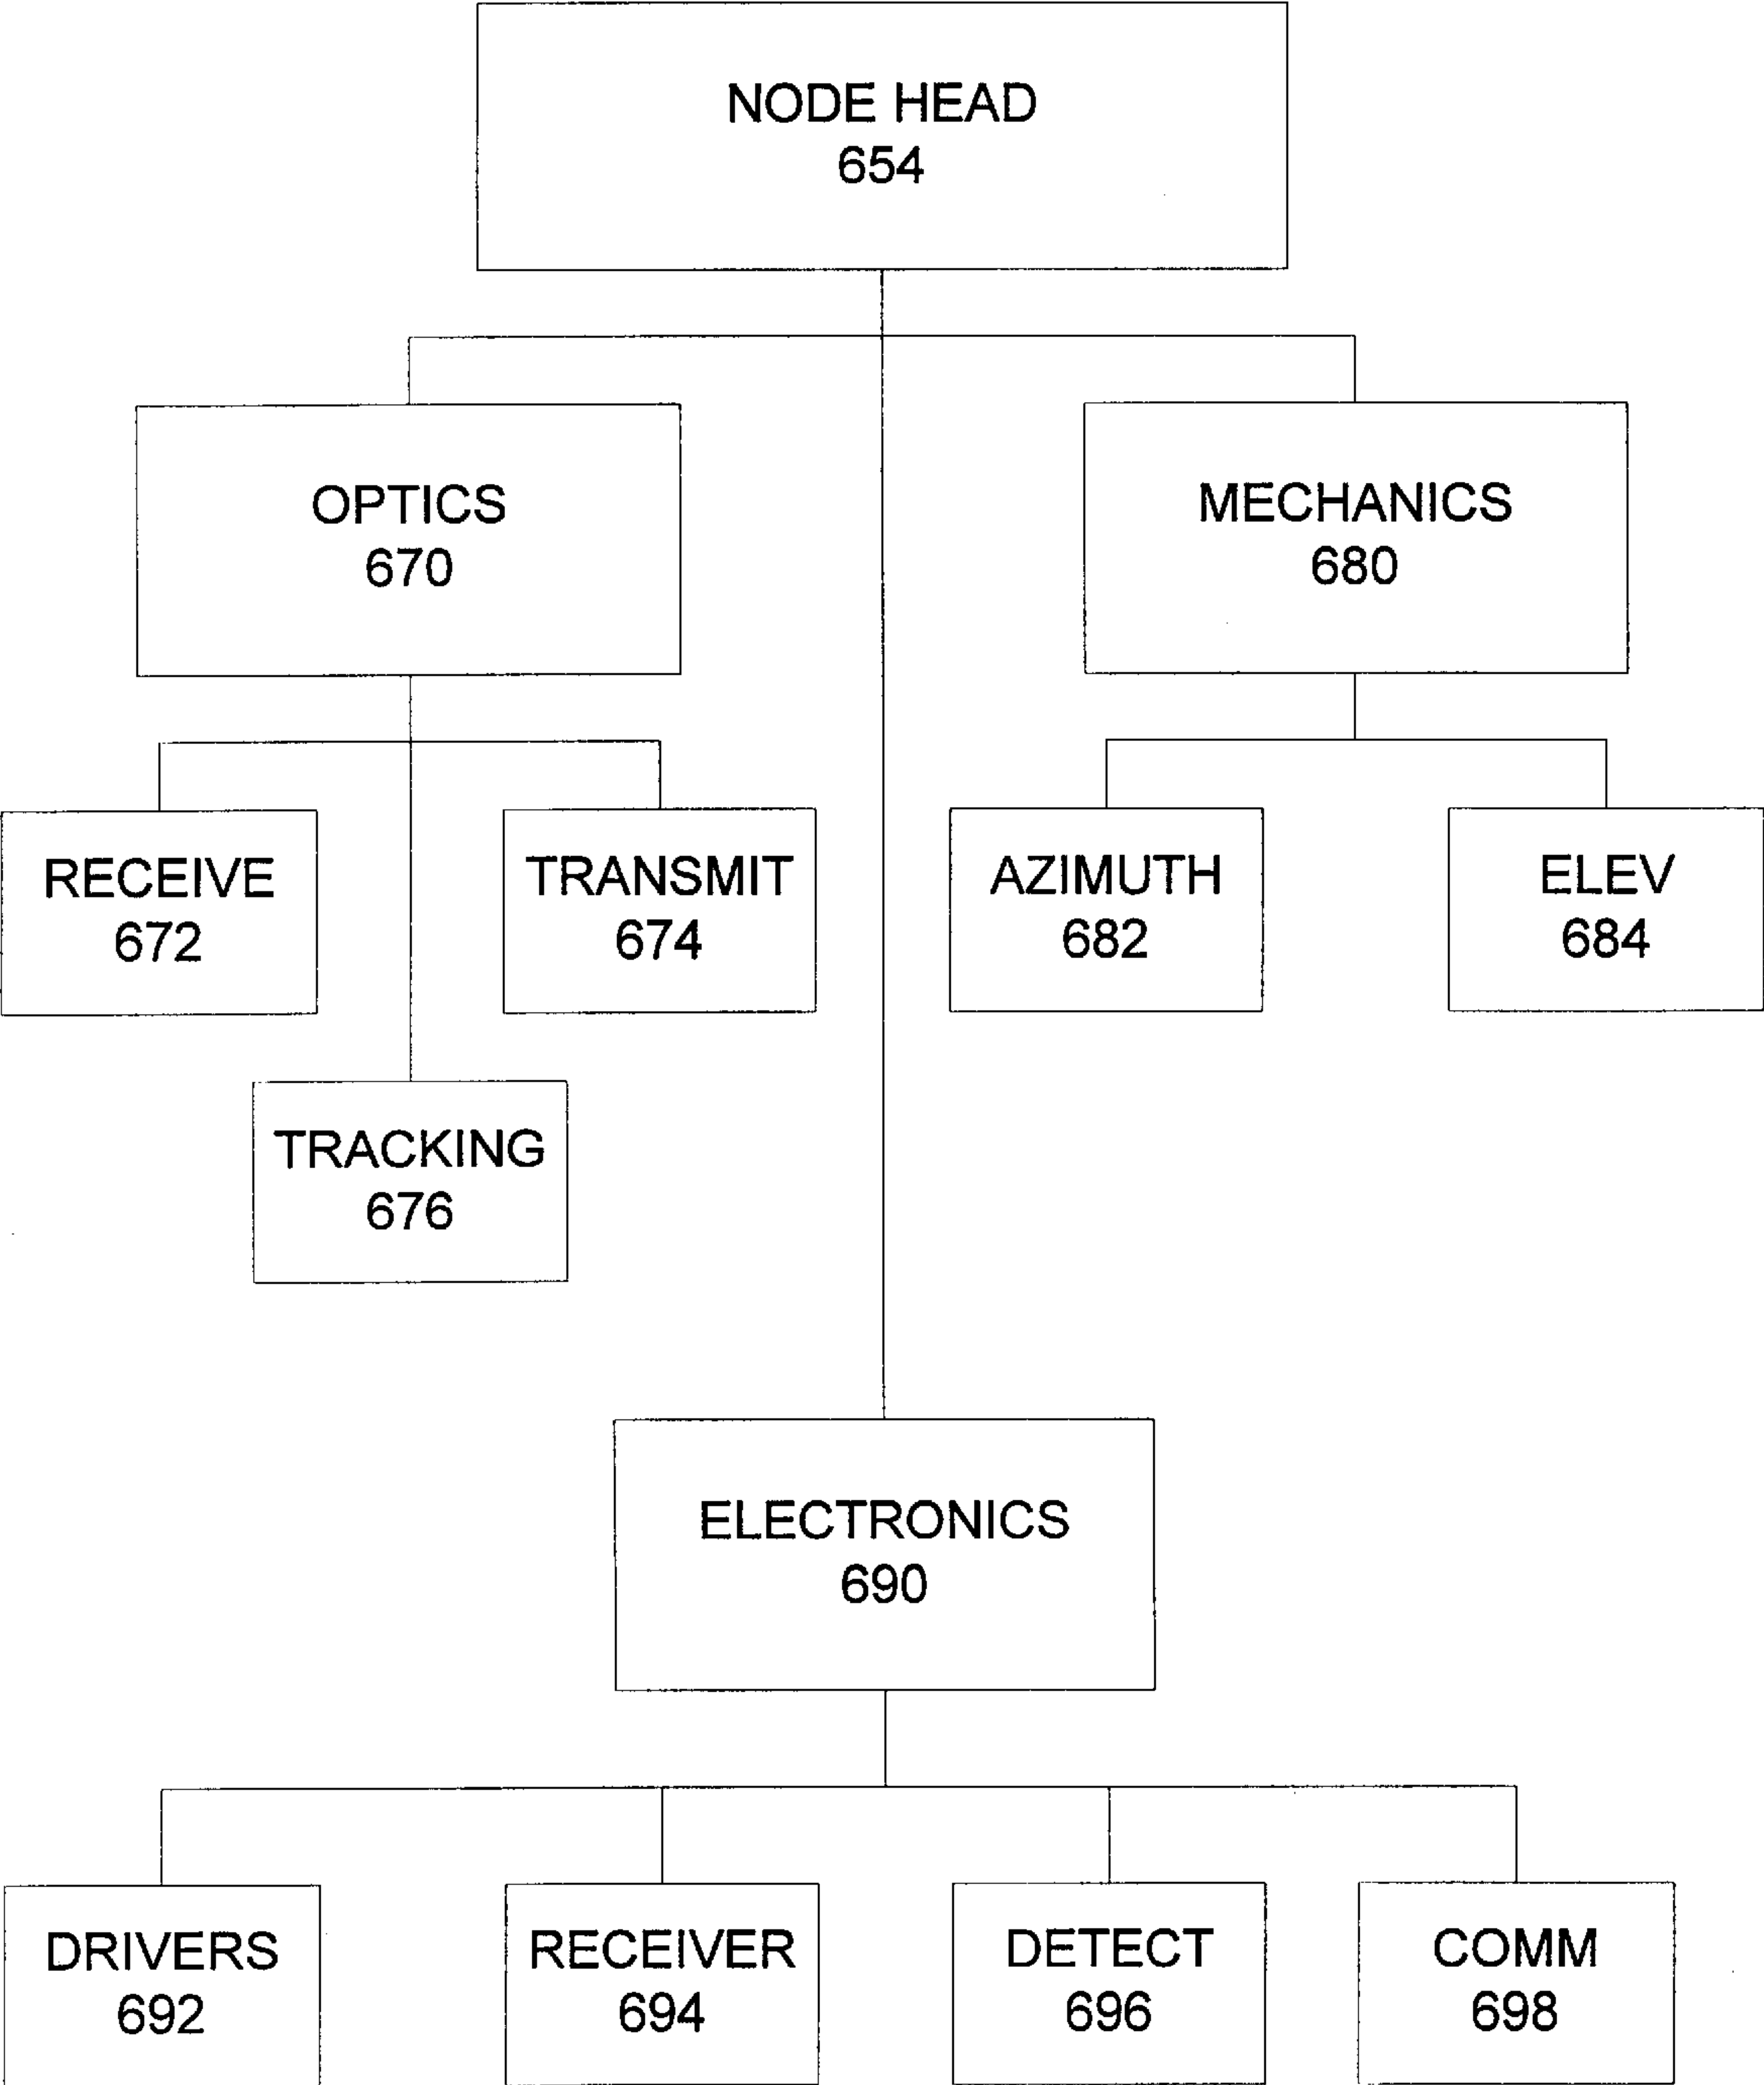 NODE HEAD
654
OPTICS
670
MECHANICS
680
RECEIVE
672
TRANSMIT
674
AZIMUTH
682
ELEV
684
TRACKING
676
ELECTRONICS
690
DRIVERS
692
RECEIVER
694
DETECT
696
COMM
698